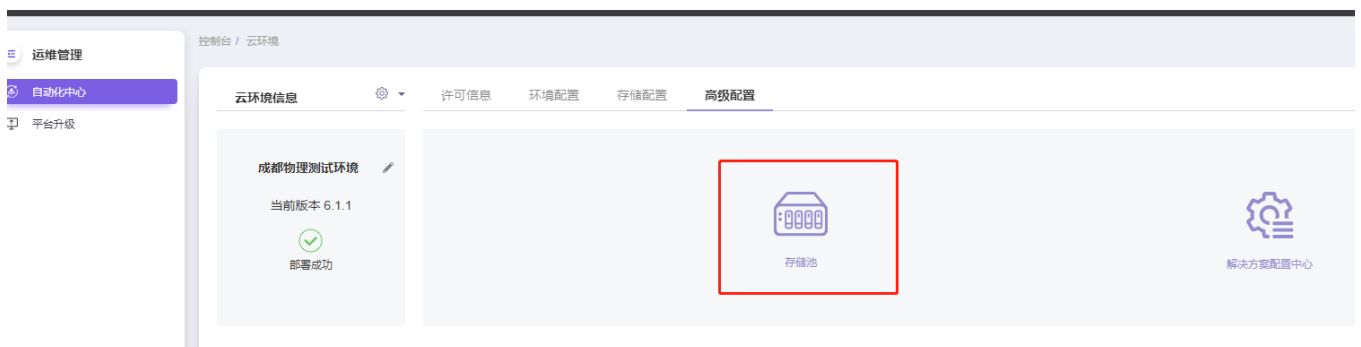 控制台 / 云环境
运维管理
自动化中心
平台升级
云环境信息
许可信息 环境配置 存储配置 高级配置
成都物理测试环境
当前版本 6.1.1
部署成功
存储池
解决方案配置中心